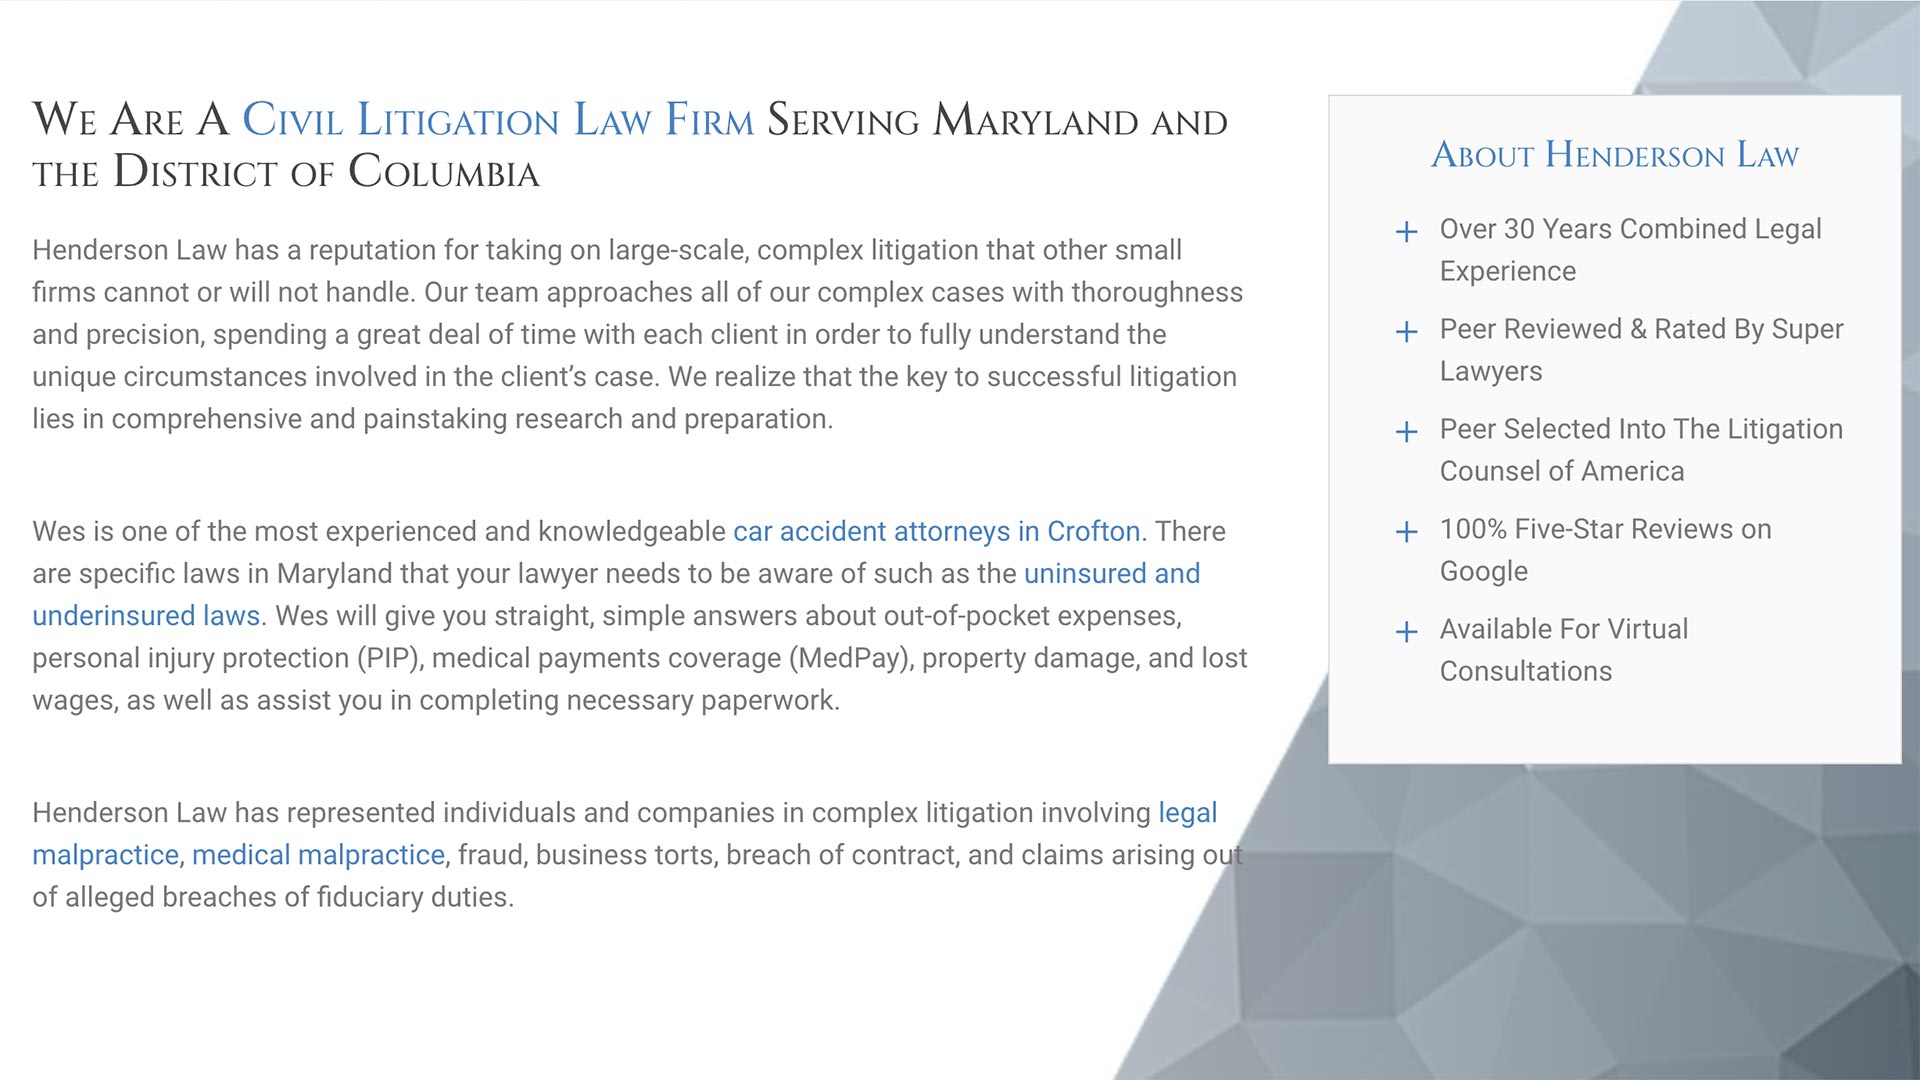 We Are A Civil Litigation Law Firm Serving Maryland and
the District of Columbia
Henderson Law has a reputation for taking on large-scale, complex litigation that other small
firms cannot or will not handle. Our team approaches all of our complex cases with thoroughness
and precision, spending a great deal of time with each client in order to fully understand the
unique circumstances involved in the client’s case. We realize that the key to successful litigation
lies in comprehensive and painstaking research and preparation.
Wes is one of the most experienced and knowledgeable car accident attorneys in Crofton. There
are specific laws in Maryland that your lawyer needs to be aware of such as the uninsured and
underinsured laws. Wes will give you straight, simple answers about out-of-pocket expenses,
personal injury protection (PIP), medical payments coverage (MedPay), property damage, and lost
wages, as well as assist you in completing necessary paperwork.
Henderson Law has represented individuals and companies in complex litigation involving legal
malpractice, medical malpractice, fraud, business torts, breach of contract, and claims arising out
of alleged breaches of fiduciary duties.
About Henderson Law
+ Over 30 Years Combined Legal
Experience
+ Peer Reviewed & Rated By Super
Lawyers
+ Peer Selected Into The Litigation
Counsel of America
+ 100% Five-Star Reviews on
Google
+ Available For Virtual
Consultations